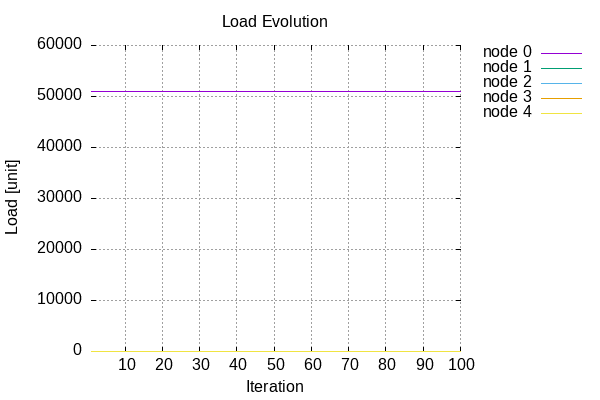 Load Evolution
60000
50000
40000
30000
20000
10000
0
Load [unit]
10 20 30 40 50 60 70 80 90 100
Iteration
node 0
node 1
node 2
node 3
node 4